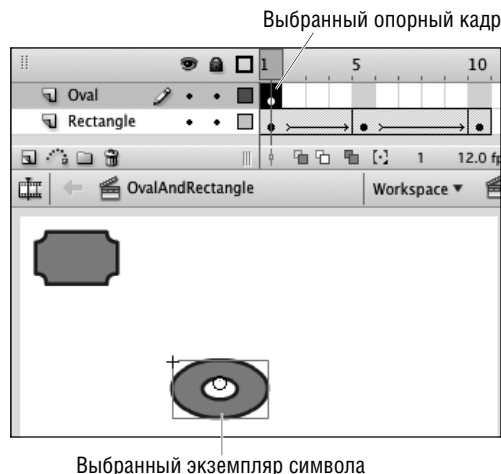 Выбранный опорный кадр
1 5 10
Oval
Rectangle
1 12.0 fp
OvalAndRectangle Workspace
Выбранный экземпляр символа